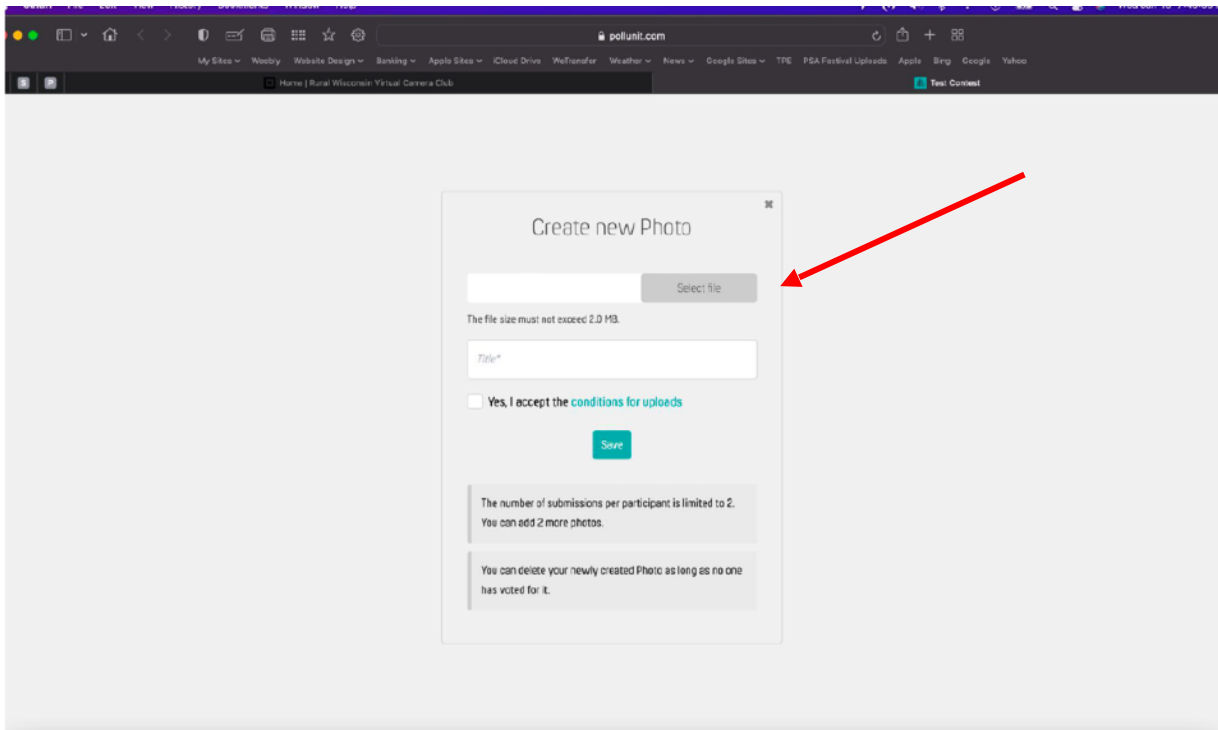 pollunit.com
My Sites Weebly Website Design Banking Apple Sites iCloud Drive WeTransfer Weather News Google Sites TPE PSA Festival Uploads Apple Bing Google Yahoo
S P Home | Rural Wisconsin Virtual Camera Club Test Contest
Create new Photo
Select file
The file size must not exceed 2.0 MB.
Title*
Yes, I accept the conditions for uploads
Save
The number of submissions per participant is limited to 2.
You can add 2 more photos.
You can delete your newly created Photo as long as no one
has voted for it.